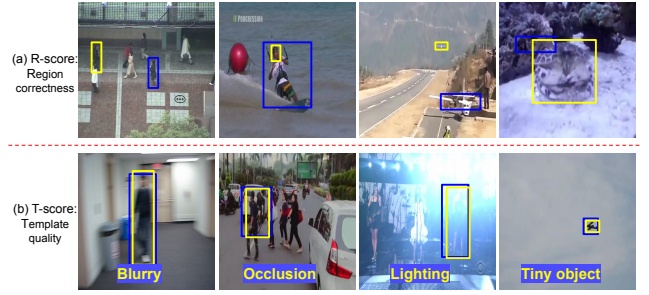 (a) R-score:
Region
correctness
(b) T-score:
Template
quality
Blurry
Occlusion
Lighting
Tiny object